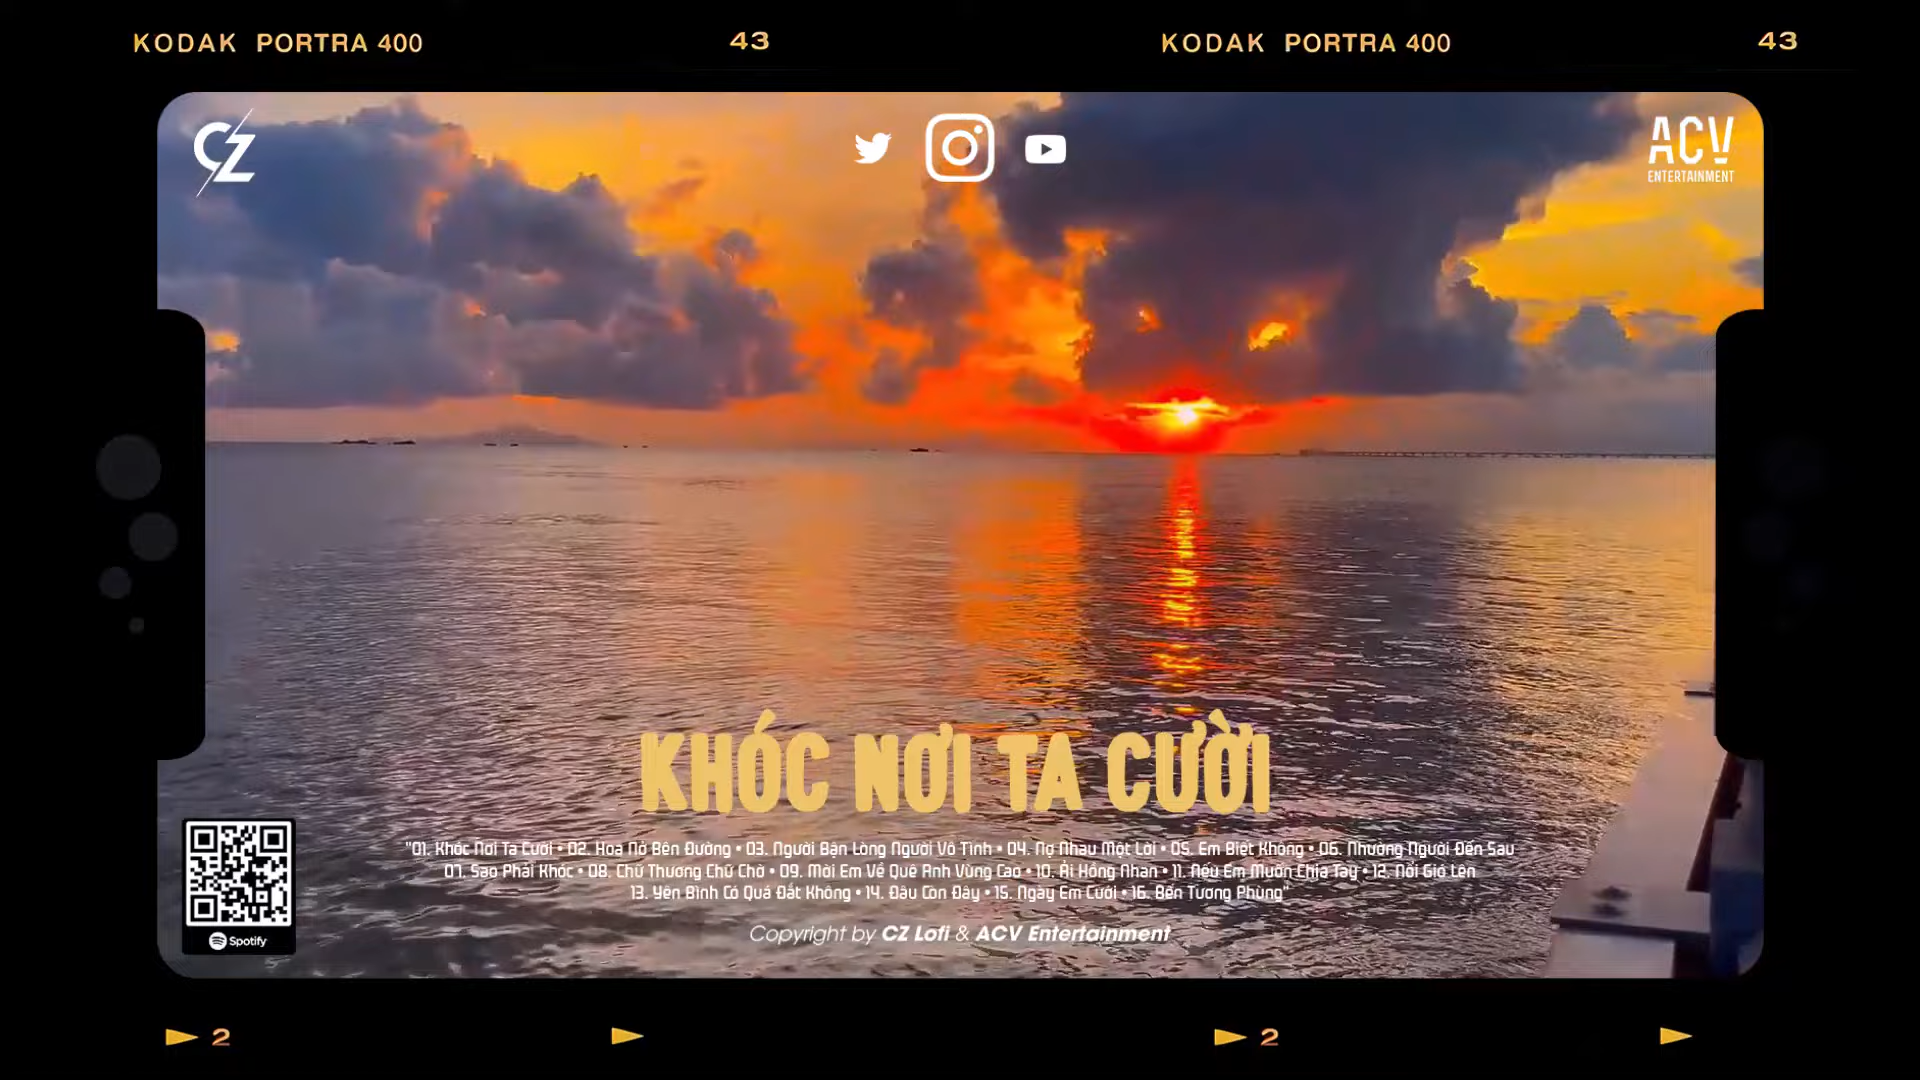 KODAK PORTRA 400 43 KODAK PORTRA 400 43
CZ
ACV
ENTERTAINMENT
KHÓC NƠI TA CƯỜI
"01. Khóc Nơi Ta Cười • 02. Hoa Nở Bên Đường • 03. Người Bận Lòng Người Vô Tình • 04. Nợ Nhau Một Lời • 05. Em Biết Không • 06. Nhường Người Đến Sau
07. Sao Phải Khóc • 08. Chữ Thương Chữ Chờ • 09. Mời Em Về Quê Anh Vùng Cao • 10. Ải Hồng Nhan • 11. Nếu Em Muốn Chia Tay • 12. Nổi Gió Lên
13. Yên Bình Có Quá Đắt Không • 14. Đâu Còn Đây • 15. Ngày Em Cưới • 16. Bến Tương Phùng"
Copyright by CZ Lofi & ACV Entertainment
Spotify
2 2